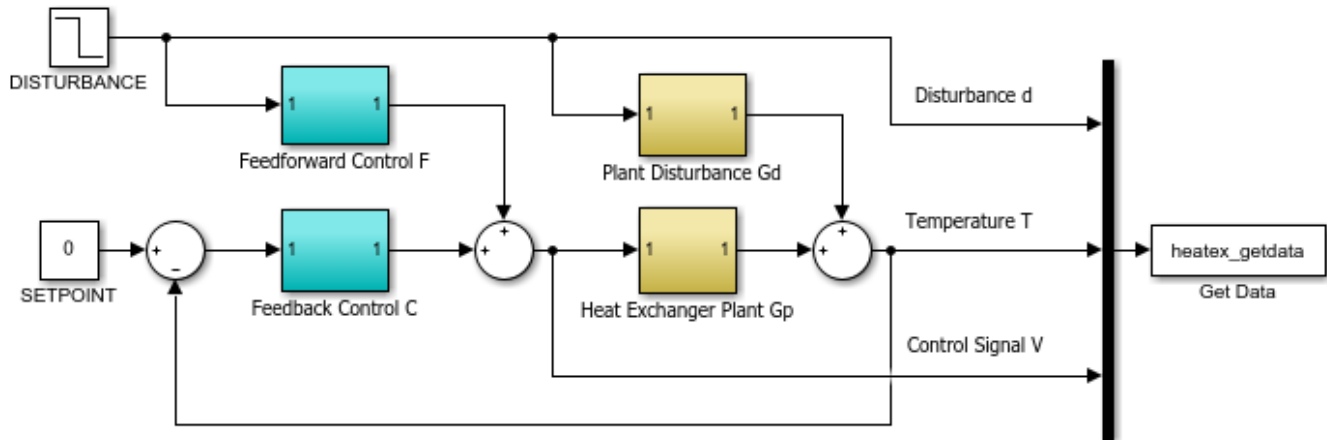 DISTURBANCE
1 1
Feedforward Control F
1 1
Plant Disturbance Gd
Disturbance d
0
SETPOINT
+
−
1 1
Feedback Control C
+
+
1 1
Heat Exchanger Plant Gp
+
+
Temperature T
heatex_getdata
Get Data
Control Signal V